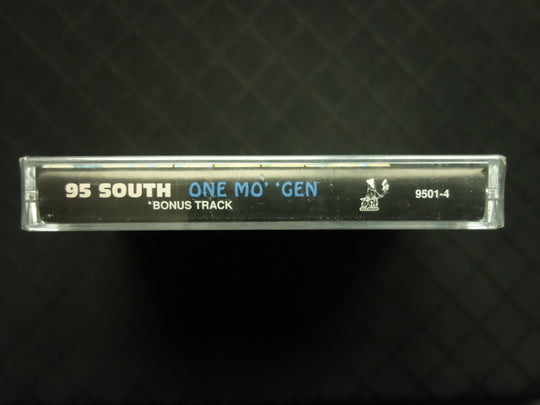 95 SOUTH ONE MO' 'GEN
*BONUS TRACK
9501-4